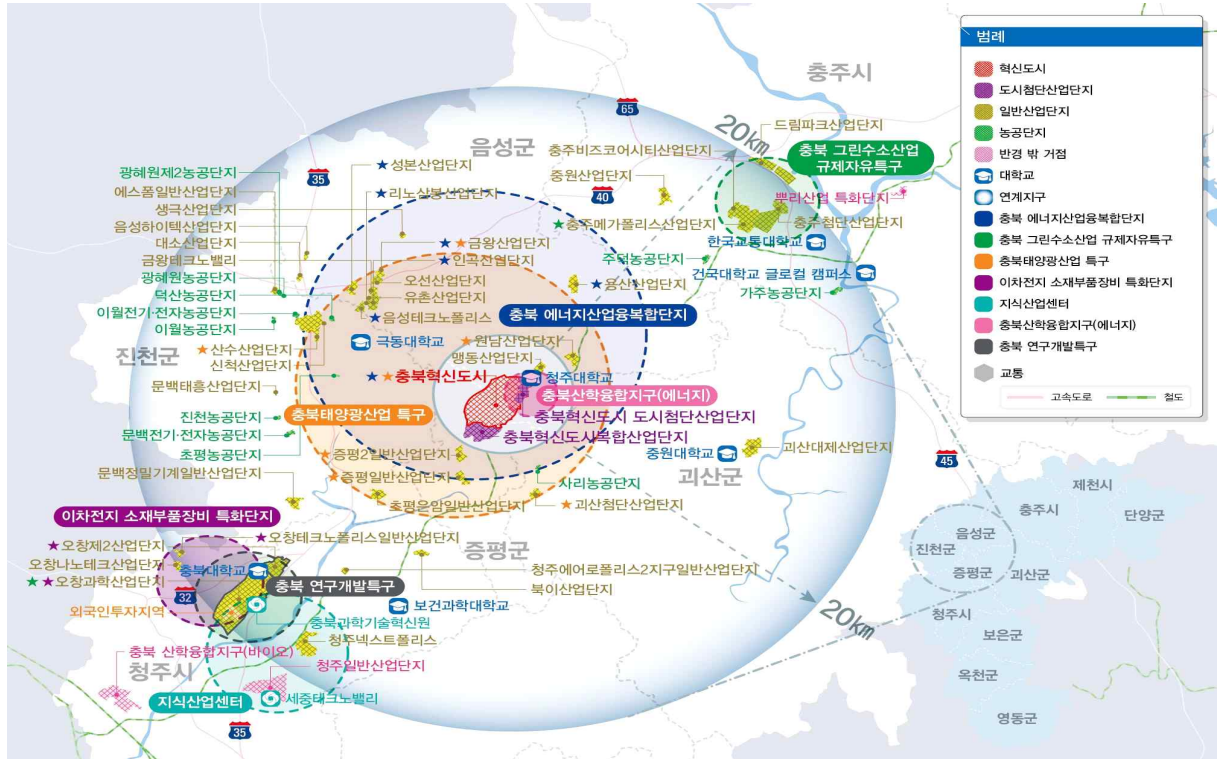 충주시
65
20km
드림파크산업단지
음성군
충주비즈코어시티산업단지
충북 그린수소산업
규제자유특구
광혜원제2농공단지
35
★성본산업단지
중원산업단지
에스폼일반산업단지
★리노삼봉산업단지
40
뿌리산업 특화단지
생극산업단지
음성하이텍산업단지
★충주메가폴리스산업단지
충주첨단산업단지
대소산업단지
★★금왕산업단지
한국교통대학교
금왕테크노밸리
★인곡산업단지
주덕농공단지
광혜원농공단지
오선산업단지
★용산산업단지
건국대학교 글로컬 캠퍼스
덕산농공단지
유촌산업단지
가주농공단지
이월전기·전자농공단지
★음성테크노폴리스
충북 에너지산업융복합단지
이월농공단지
극동대학교
★원남산업단지
진천군
★산수산업단지
맹동산업단지
신척산업단지
★★충북혁신도시
청주대학교
문백태흥산업단지
충북산학융합지구(에너지)
진천농공단지
충북태양광산업 특구
충북혁신도시 도시첨단산업단지
문백전기·전자농공단지
충북혁신도시복합산업단지
초평농공단지
★증평2일반산업단지
중원대학교
괴산대제산업단지
문백정밀기계일반산업단지
★증평일반산업단지
사리농공단지
괴산군
초평은암일반산업단지
★괴산첨단산업단지
이차전지 소재부품장비 특화단지
★오창테크노폴리스일반산업단지
증평군
★오창제2산업단지
오창나노테크산업단지
충북대학교
청주에어로폴리스2지구일반산업단지
★★오창과학산업단지
충북 연구개발특구
북이산업단지
32
외국인투자지역
보건과학대학교
20km
충북과학기술혁신원
청주넥스트폴리스
충북 산학융합지구(바이오)
청주시
청주일반산업단지
지식산업센터
세중테크노밸리
35
범례
혁신도시
도시첨단산업단지
일반산업단지
농공단지
반경 밖 거점
대학교
연계지구
충북 에너지산업융복합단지
충북 그린수소산업 규제자유특구
충북태양광산업 특구
이차전지 소재부품장비 특화단지
지식산업센터
충북산학융합지구(에너지)
충북 연구개발특구
교통
고속도로
철도
45
제천시
충주시
단양군
음성군
진천군
증평군
괴산군
청주시
보은군
옥천군
영동군